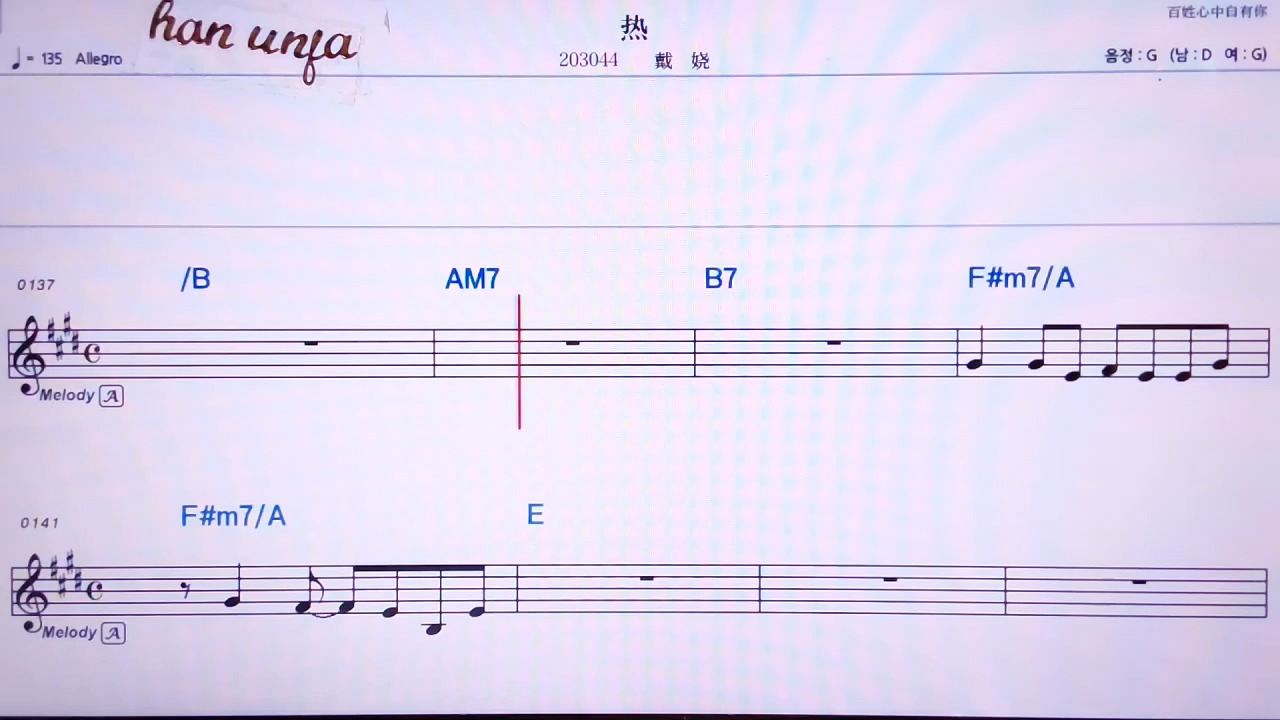 han unfa
热
百姓心中自有你
♩= 135 Allegro
203044 戴 娆
음정 : G (남 : D 여 : G)
0137
/B AM7 B7 F#m7/A
Melody A
0141
F#m7/A E
Melody A